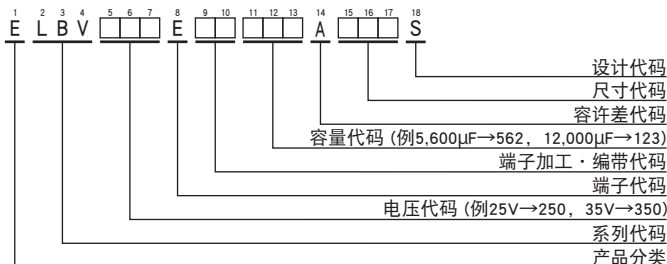 1 2 3 4 5 6 7 8 9 10 11 12 13 14 15 16 17 18
E L B V □□□ E □□ □□□ A □□□ S
设计代码
尺寸代码
容许差代码
容量代码 (例5,600μF→562，12,000μF→123)
端子加工・编带代码
端子代码
电压代码 (例25V→250，35V→350)
系列代码
产品分类